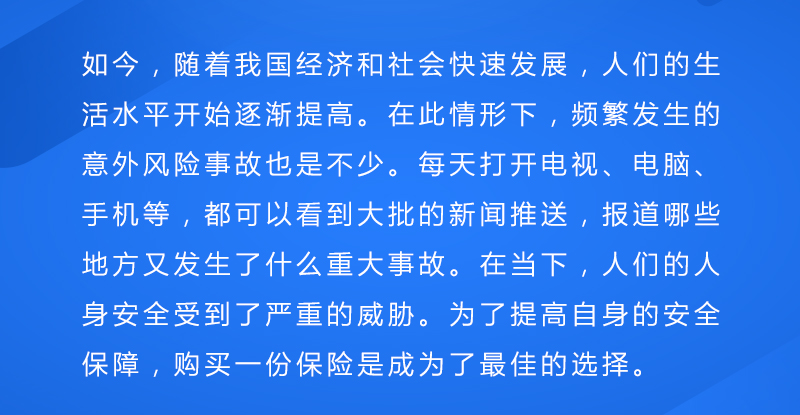 如今，随着我国经济和社会快速发展，人们的生
活水平开始逐渐提高。在此情形下，频繁发生的
意外风险事故也是不少。每天打开电视、电脑、
手机等，都可以看到大批的新闻推送，报道哪些
地方又发生了什么重大事故。在当下，人们的人
身安全受到了严重的威胁。为了提高自身的安全
保障，购买一份保险是成为了最佳的选择。